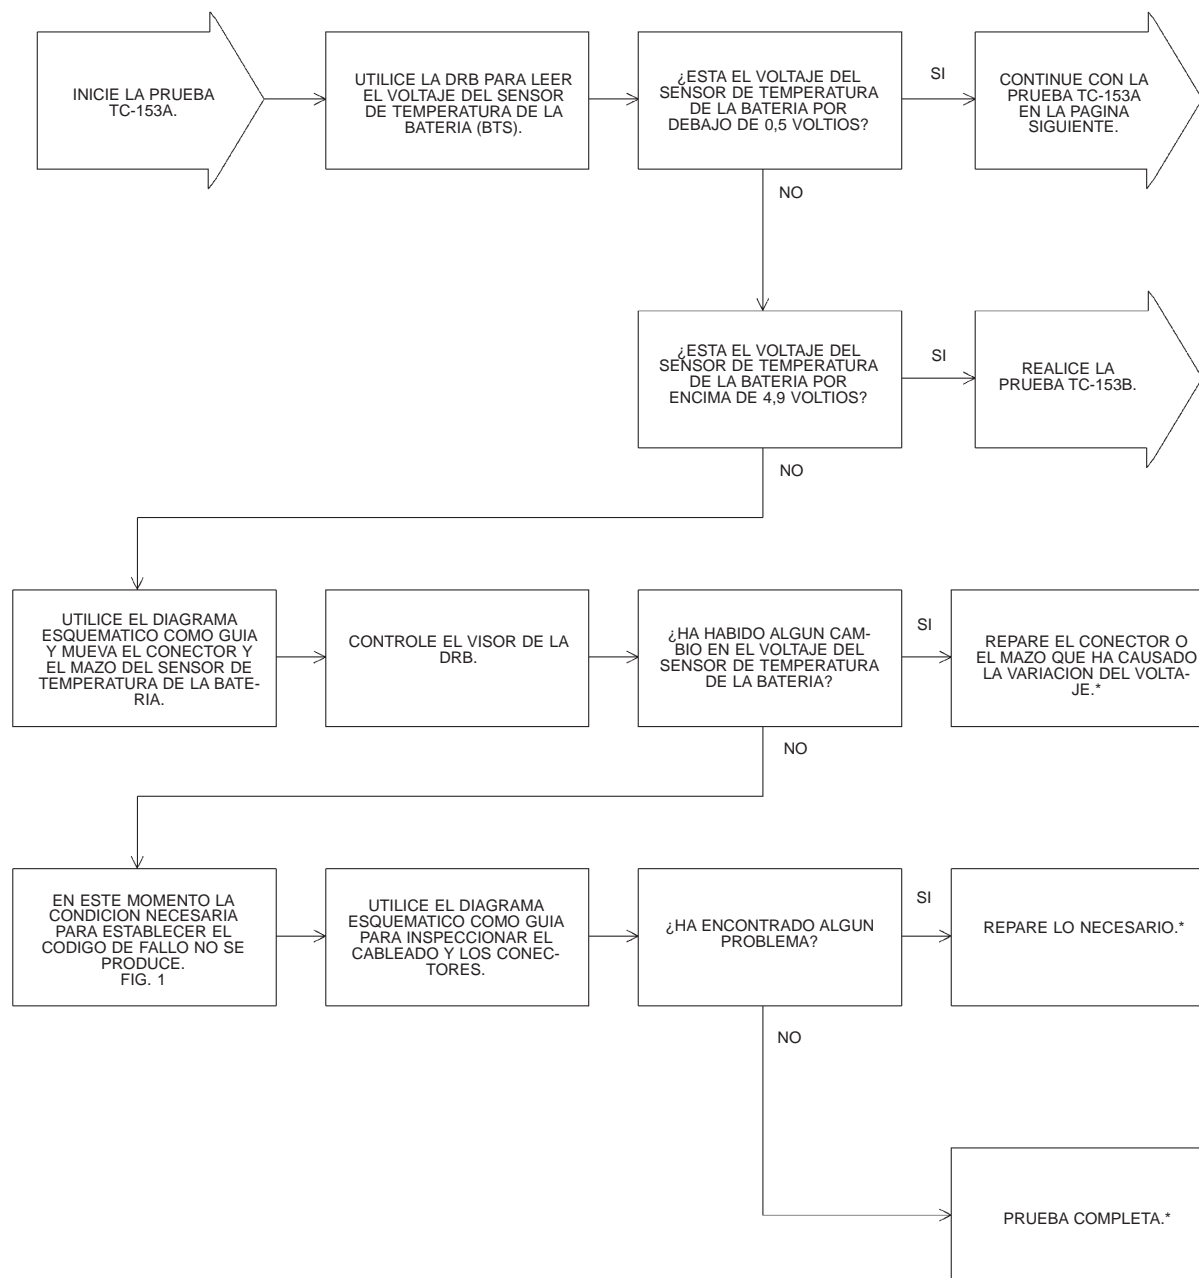 INICIE LA PRUEBA
TC-153A.
UTILICE LA DRB PARA LEER
EL VOLTAJE DEL SENSOR
DE TEMPERATURA DE LA
BATERIA (BTS).
¿ESTA EL VOLTAJE DEL
SENSOR DE TEMPERATURA
DE LA BATERIA POR
DEBAJO DE 0,5 VOLTIOS?
SI
CONTINUE CON LA
PRUEBA TC-153A
EN LA PAGINA
SIGUIENTE.
NO
¿ESTA EL VOLTAJE DEL
SENSOR DE TEMPERATURA
DE LA BATERIA POR
ENCIMA DE 4,9 VOLTIOS?
SI
REALICE LA
PRUEBA TC-153B.
NO
UTILICE EL DIAGRAMA
ESQUEMATICO COMO GUIA
Y MUEVA EL CONECTOR Y
EL MAZO DEL SENSOR DE
TEMPERATURA DE LA BATE-
RIA.
CONTROLE EL VISOR DE LA
DRB.
¿HA HABIDO ALGUN CAM-
BIO EN EL VOLTAJE DEL
SENSOR DE TEMPERATURA
DE LA BATERIA?
SI
REPARE EL CONECTOR O
EL MAZO QUE HA CAUSADO
LA VARIACION DEL VOLTA-
JE.*
NO
EN ESTE MOMENTO LA
CONDICION NECESARIA
PARA ESTABLECER EL
CODIGO DE FALLO NO SE
PRODUCE.
FIG. 1
UTILICE EL DIAGRAMA
ESQUEMATICO COMO GUIA
PARA INSPECCIONAR EL
CABLEADO Y LOS CONEC-
TORES.
¿HA ENCONTRADO ALGUN
PROBLEMA?
SI
REPARE LO NECESARIO.*
NO
PRUEBA COMPLETA.*